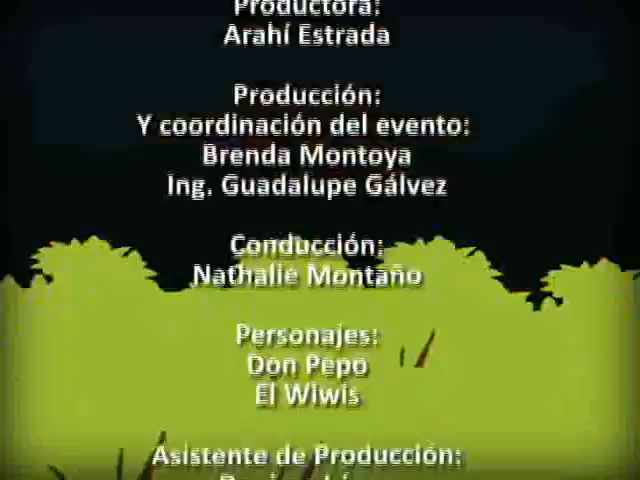 Productora:
Arahí Estrada
Producción:
Y coordinación del evento:
Brenda Montoya
Ing. Guadalupe Gálvez
Conducción:
Nathalie Montaño
Personajes:
Don Pepo
El Wiwis
Asistente de Producción: